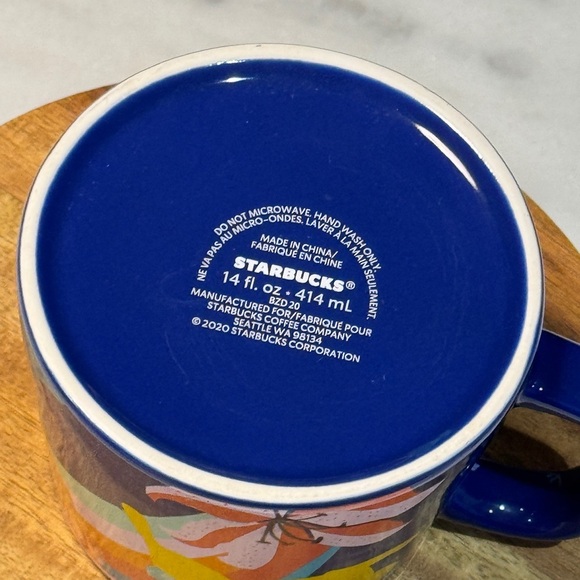 DO NOT MICROWAVE. HAND WASH ONLY.
NE VA PAS AU MICRO-ONDES. LAVER À LA MAIN SEULEMENT.
MADE IN CHINA/
FABRIQUÉ EN CHINE
STARBUCKS®
14 fl. oz • 414 mL
BZD 20
MANUFACTURED FOR/FABRIQUÉ POUR
STARBUCKS COFFEE COMPANY
SEATTLE WA 98134
© 2020 STARBUCKS CORPORATION